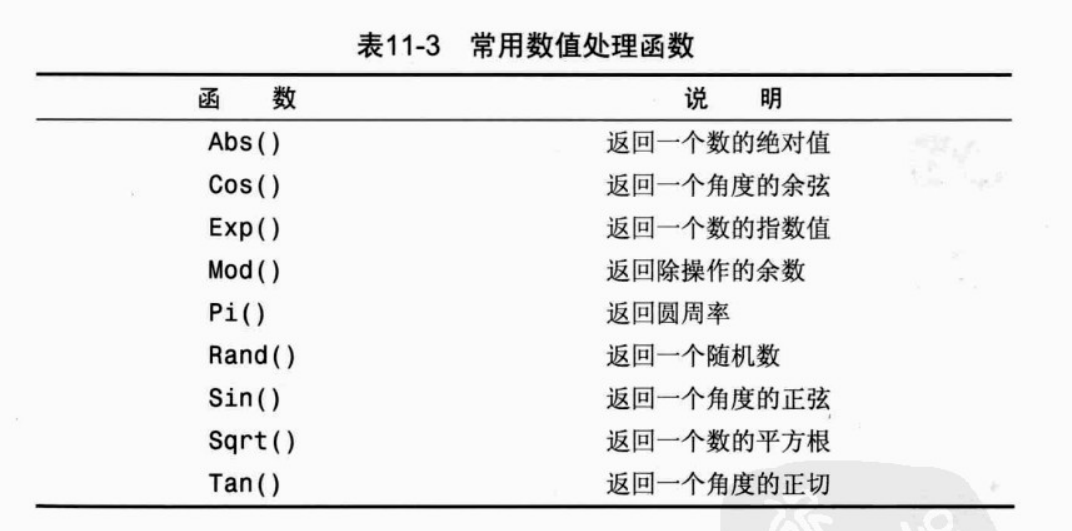 表11-3 常用数值处理函数
函 数 说 明
Abs() 返回一个数的绝对值
Cos() 返回一个角度的余弦
Exp() 返回一个数的指数值
Mod() 返回除操作的余数
Pi() 返回圆周率
Rand() 返回一个随机数
Sin() 返回一个角度的正弦
Sqrt() 返回一个数的平方根
Tan() 返回一个角度的正切